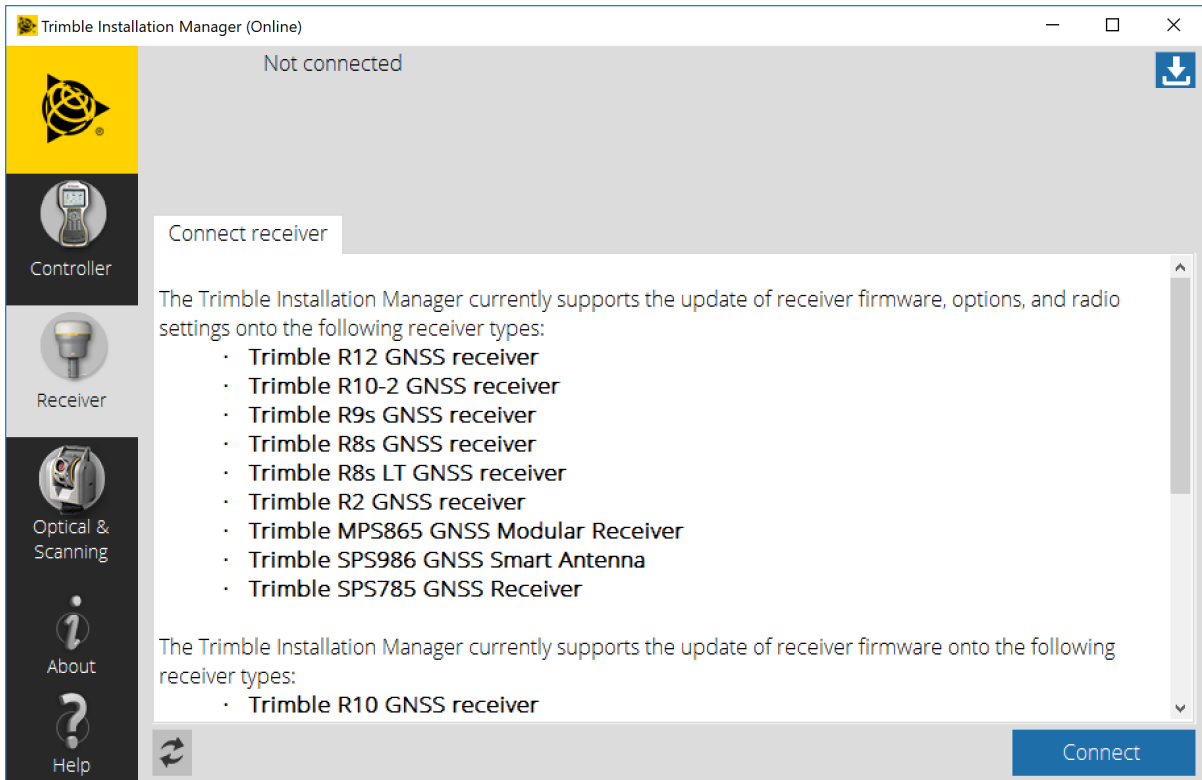 Trimble Installation Manager (Online)
Not connected
®
Controller
Receiver
Optical &
Scanning
About
Help
Connect receiver
The Trimble Installation Manager currently supports the update of receiver firmware, options, and radio
settings onto the following receiver types:
· Trimble R12 GNSS receiver
· Trimble R10-2 GNSS receiver
· Trimble R9s GNSS receiver
· Trimble R8s GNSS receiver
· Trimble R8s LT GNSS receiver
· Trimble R2 GNSS receiver
· Trimble MPS865 GNSS Modular Receiver
· Trimble SPS986 GNSS Smart Antenna
· Trimble SPS785 GNSS Receiver
The Trimble Installation Manager currently supports the update of receiver firmware onto the following
receiver types:
· Trimble R10 GNSS receiver
Connect